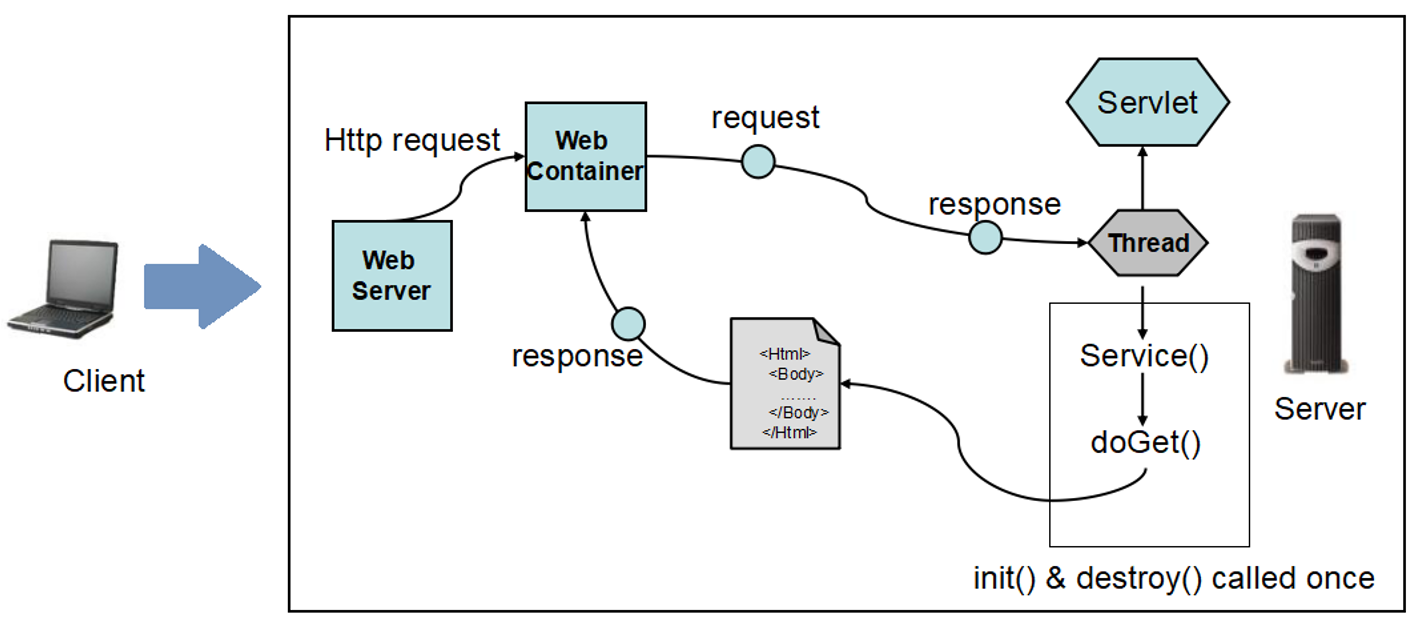 Client
Http request
Web
Server
Web
Container
request
response
Servlet
Thread
Service()
doGet()
<Html>
<Body>
.......
</Body>
</Html>
response
Server
init() & destroy() called once